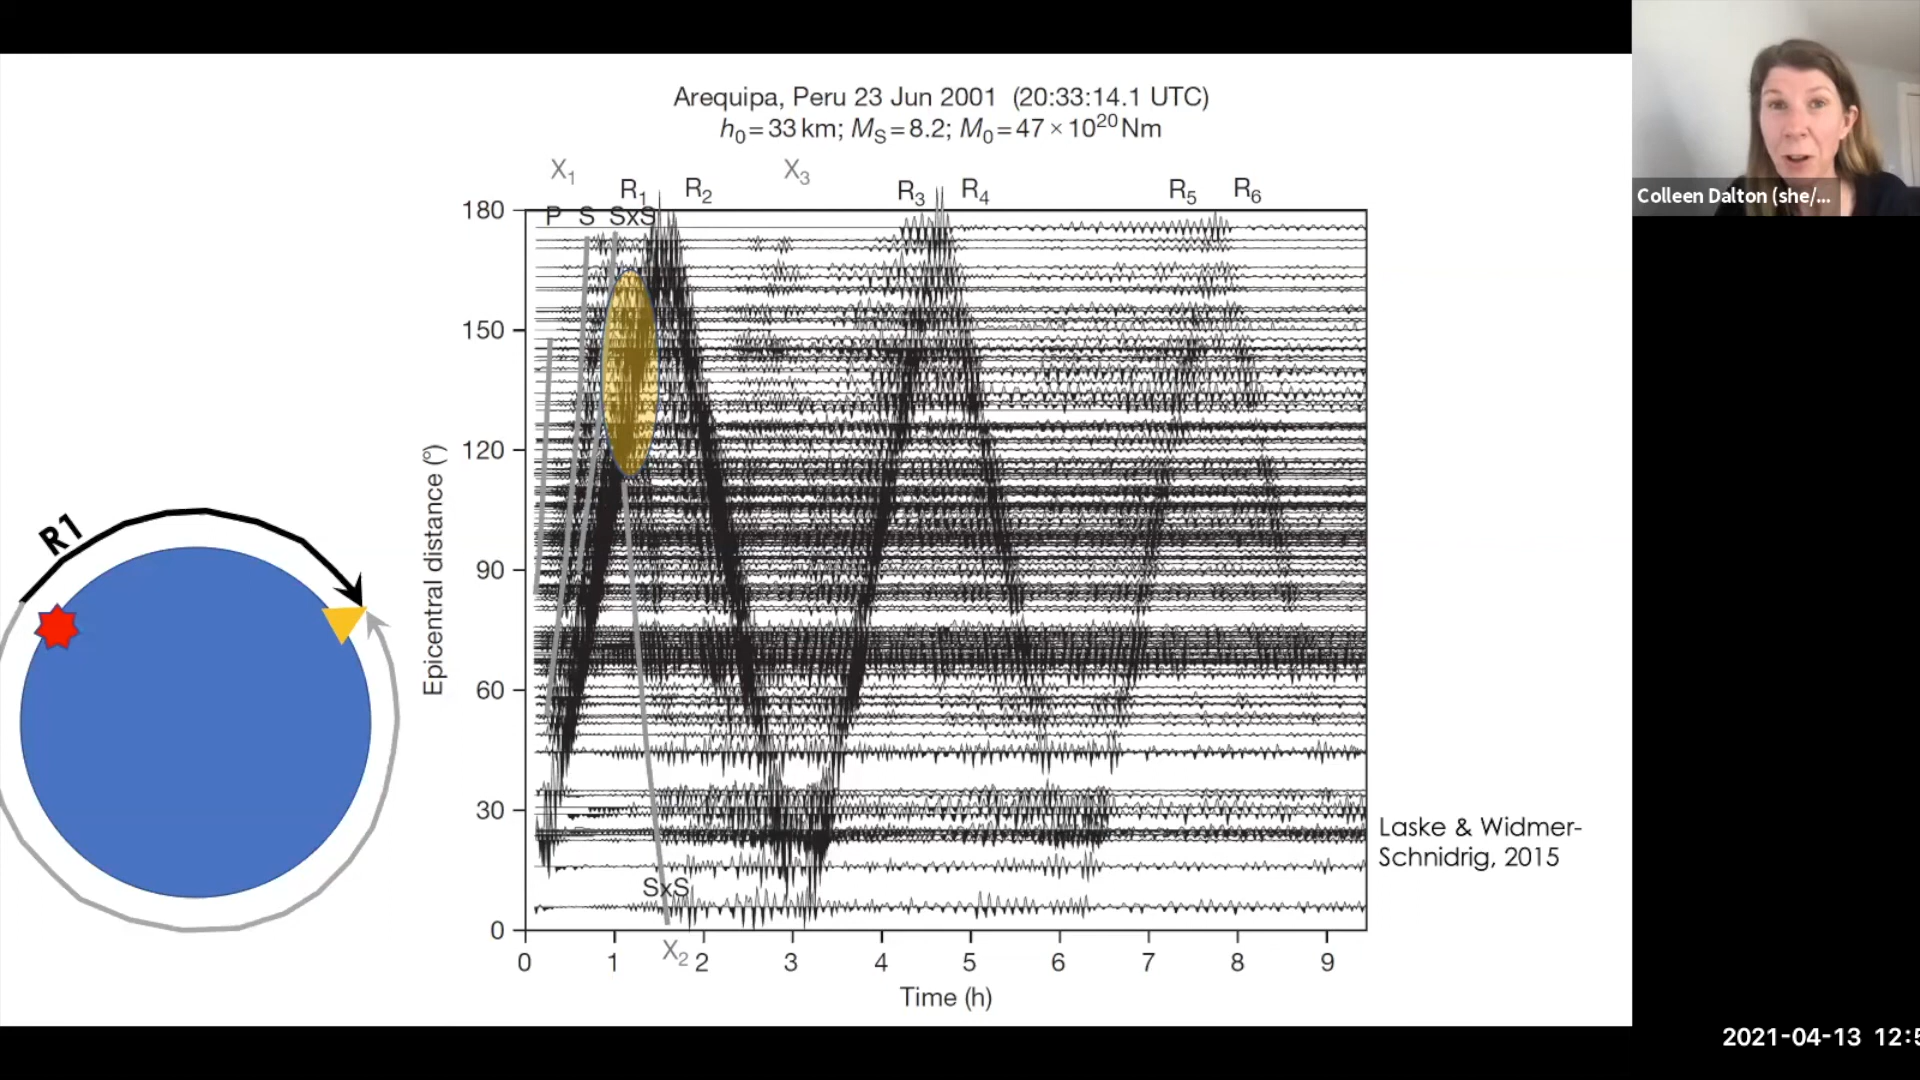 Arequipa, Peru 23 Jun 2001 (20:33:14.1 UTC)
h₀=33 km; M_S=8.2; M₀=47×10²⁰ Nm
X₁ X₃
R₁ R₂ R₃ R₄ R₅ R₆
P S SxS
180
150
120
90
60
30
0
Epicentral distance (°)
SxS
X₂
0 1 2 3 4 5 6 7 8 9
Time (h)
R1
Laske & Widmer-
Schnidrig, 2015
Colleen Dalton (she/...
2021-04-13 12:5